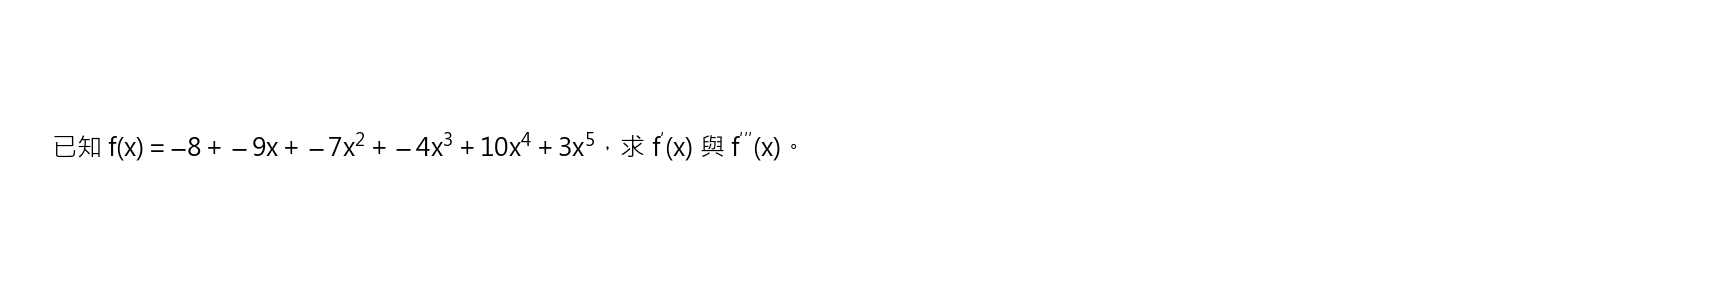 已知 f(x) = −8 + −9x + −7x² + −4x³ + 10x⁴ + 3x⁵，求 f′(x) 與 f′′′(x)。